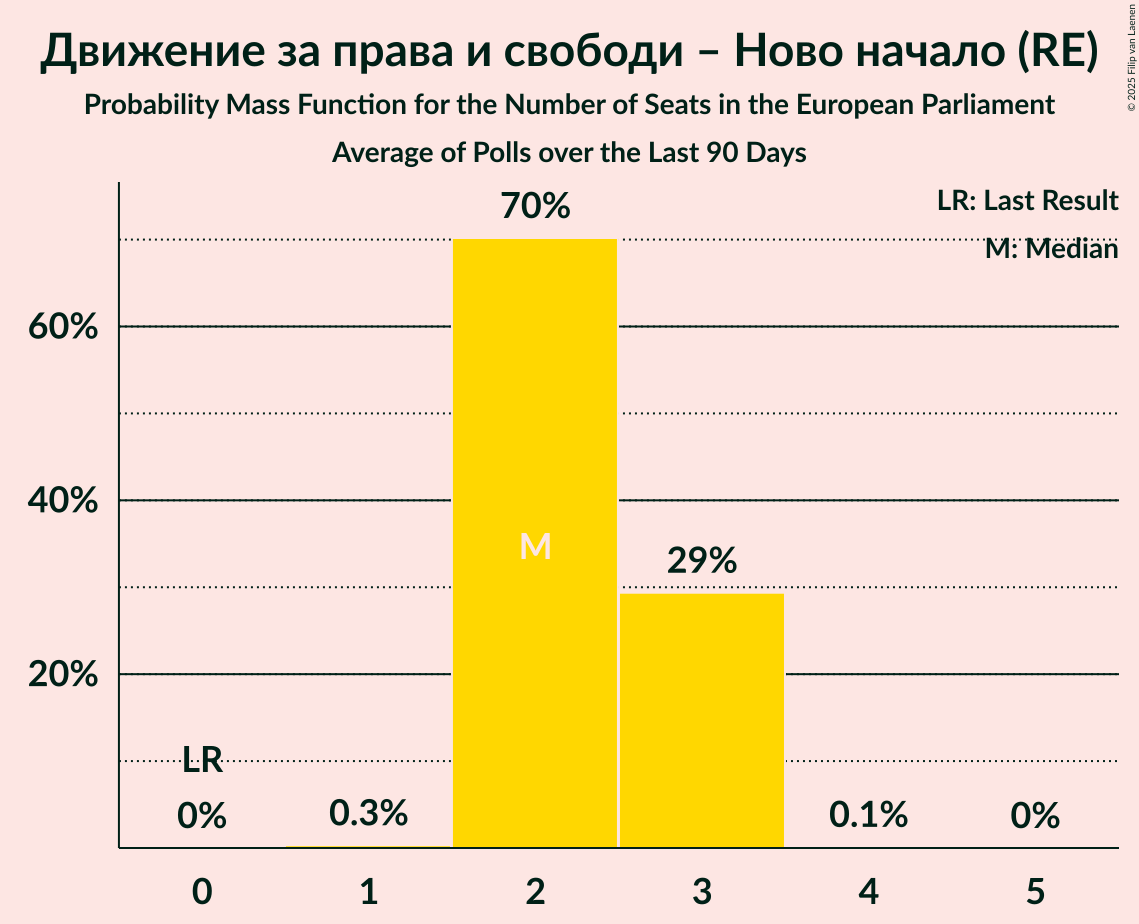 Движение за права и свободи – Ново начало (RE)
Probability Mass Function for the Number of Seats in the European Parliament
Average of Polls over the Last 90 Days
© 2025 Filip van Laenen
LR: Last Result
M: Median
70%
60%
40%
M
29%
20%
LR
0%
0.3%
0.1%
0%
0 1 2 3 4 5